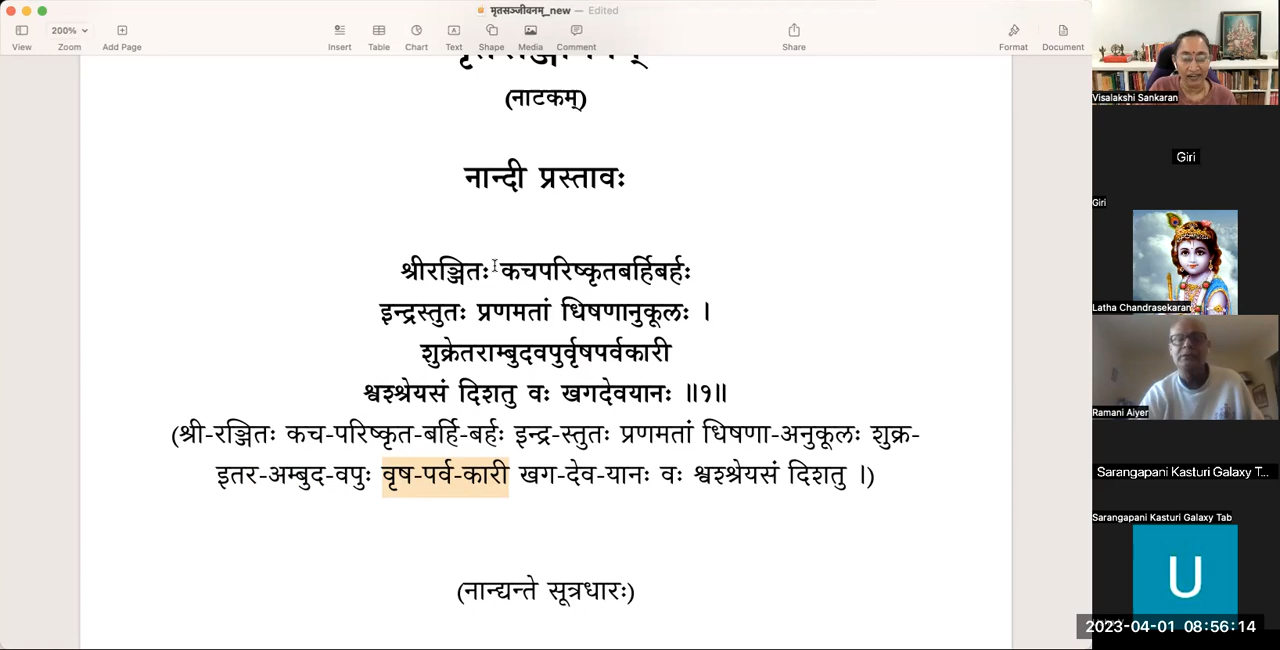 मृतसञ्जीवनम्_new — Edited
200%
View
Zoom
Add Page
Insert
Table
Chart
Text
Shape
Media
Comment
Share
Format
Document
(नाटकम्)
नान्दी प्रस्तावः
श्रीरञ्जितः कचपरिष्कृतबर्हिबर्हः
इन्द्रस्तुतः प्रणमतां धिषणानुकूलः ।
शुक्रेतराम्बुदवपुर्वृषपर्वकारी
श्वश्श्रेयसं दिशतु वः खगदेवयानः ॥१॥
(श्री-रञ्जितः कच-परिष्कृत-बर्हि-बर्हः इन्द्र-स्तुतः प्रणमतां धिषणा-अनुकूलः शुक्र-
इतर-अम्बुद-वपुः वृष-पर्व-कारी खग-देव-यानः वः श्वश्श्रेयसं दिशतु ।)
(नान्द्यन्ते सूत्रधारः)
Visalakshi Sankaran
Giri
Giri
Latha Chandrasekaran
Ramani Aiyer
Sarangapani Kasturi Galaxy T...
Sarangapani Kasturi Galaxy Tab
U
2023-04-01 08:56:14